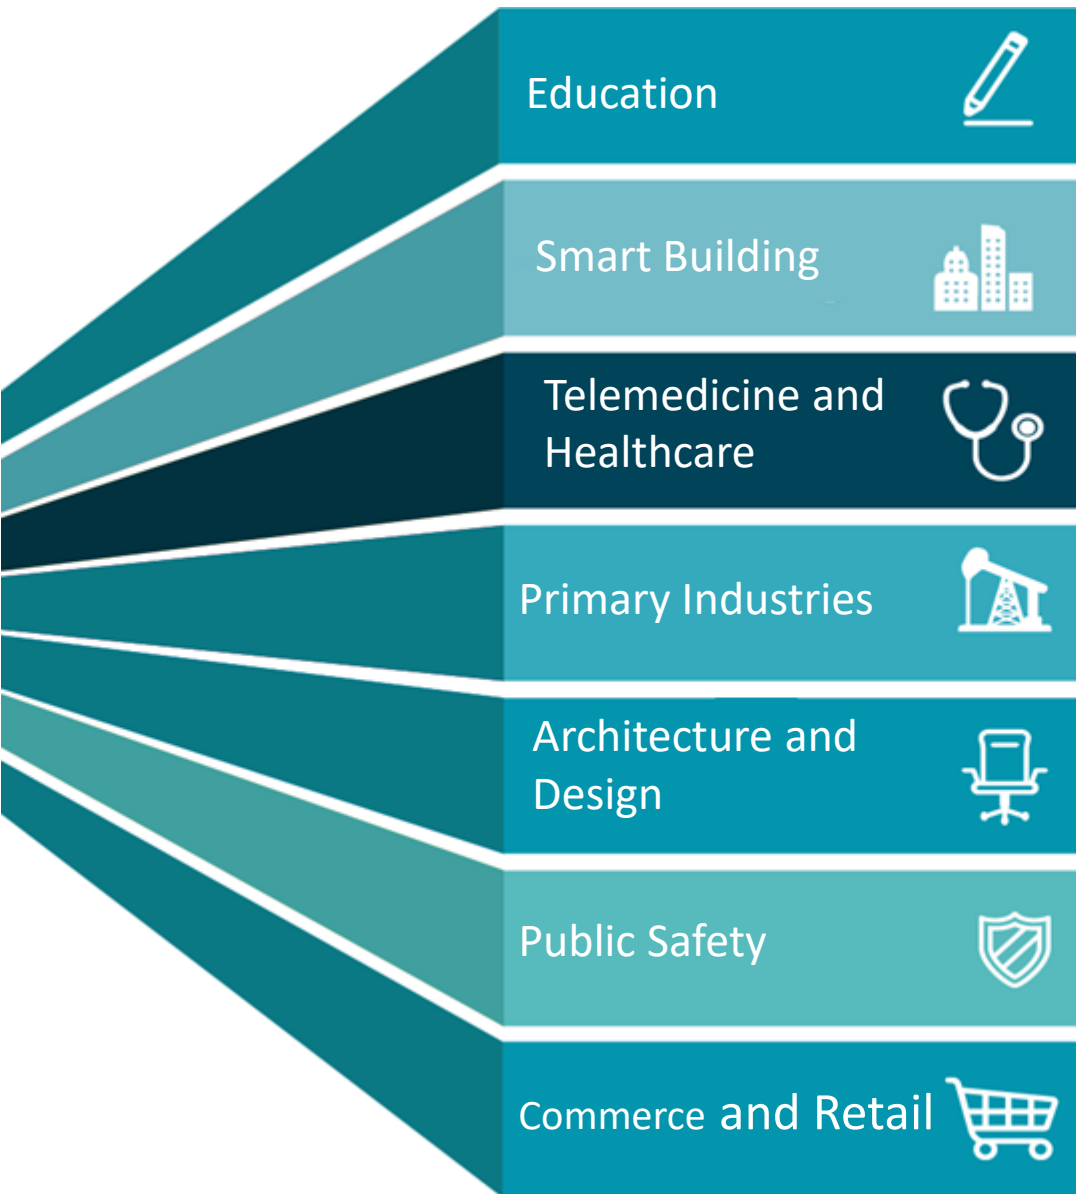 Education
Smart Building
Telemedicine and
Healthcare
Primary Industries
Architecture and
Design
Public Safety
Commerce and Retail